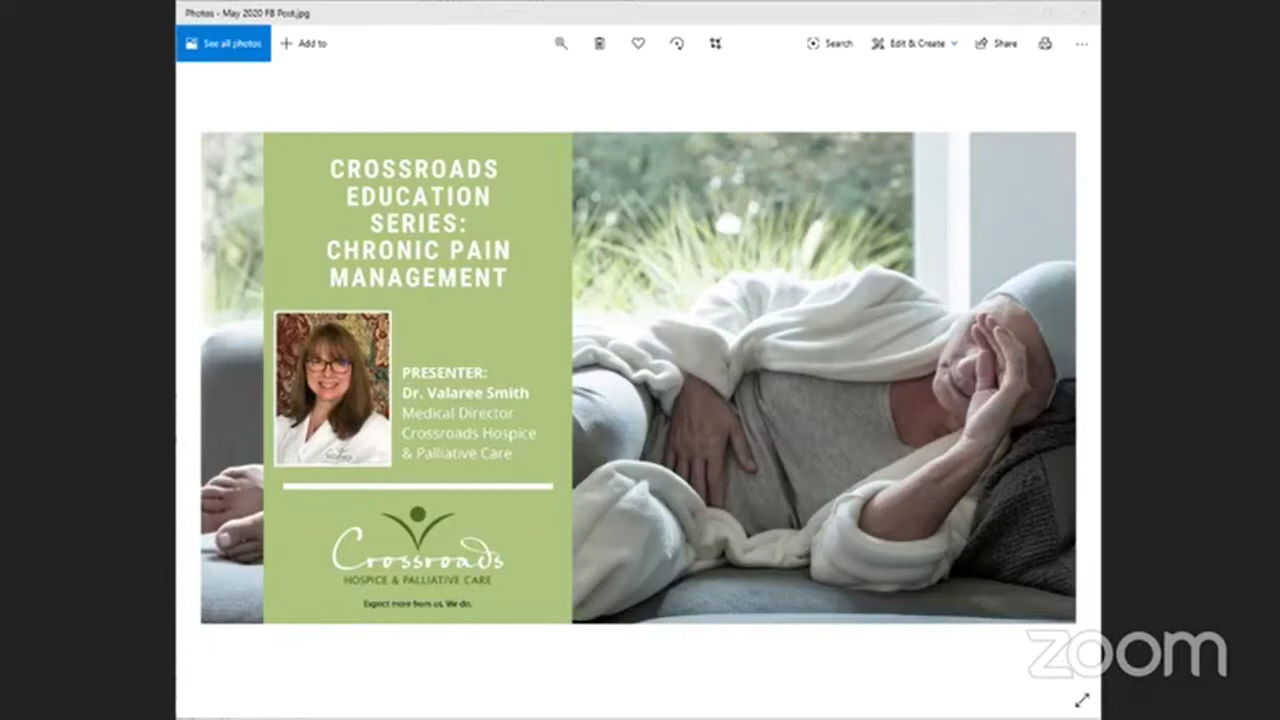 Photos - May 2020 FB Post.jpg
See all photos
Add to
Search
Edit & Create
Share
CROSSROADS
EDUCATION
SERIES:
CHRONIC PAIN
MANAGEMENT
PRESENTER:
Dr. Valaree Smith
Medical Director
Crossroads Hospice
& Palliative Care
Crossroads
HOSPICE & PALLIATIVE CARE
Expect more from us. We do.
zoom